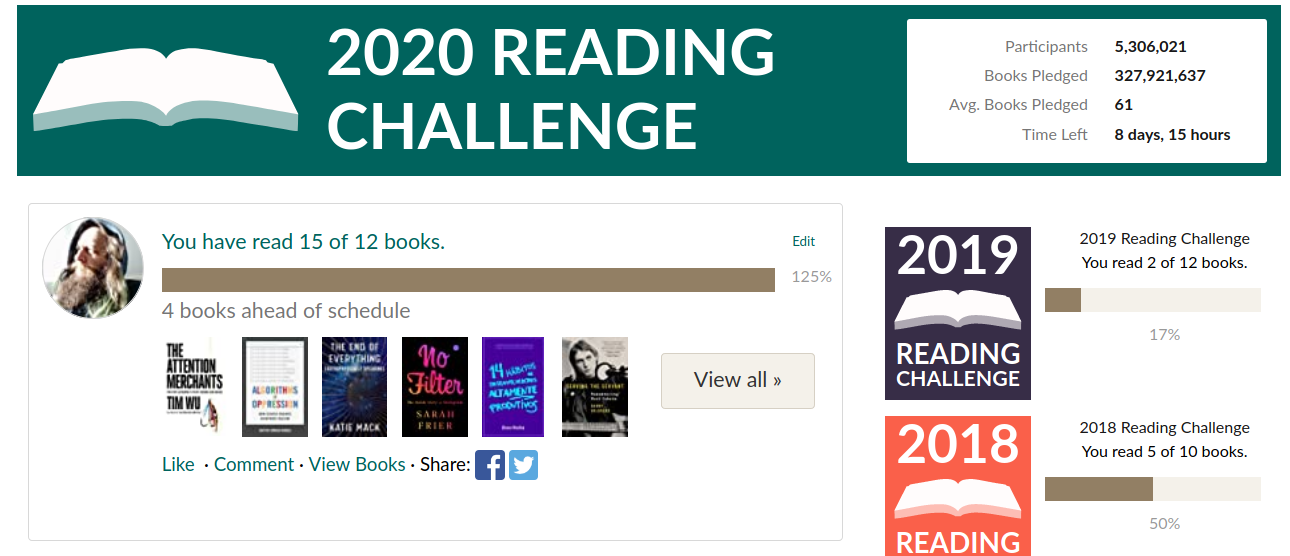 2020 READING
CHALLENGE
Participants 5,306,021
Books Pledged 327,921,637
Avg. Books Pledged 61
Time Left 8 days, 15 hours
You have read 15 of 12 books.
Edit
125%
4 books ahead of schedule
THE
ATTENTION
MERCHANTS
TIM WU
ALGORITHMS
OPPRESSION
THE END OF
EVERYTHING
KATIE MACK
No
Filter
SARAH
FRIER
14 HÁBITOS
ALTAMENTE
PRODUTIVOS
SERVING THE SERVANT
View all »
Like · Comment · View Books · Share:
2019
READING
CHALLENGE
2019 Reading Challenge
You read 2 of 12 books.
17%
2018
READING
2018 Reading Challenge
You read 5 of 10 books.
50%